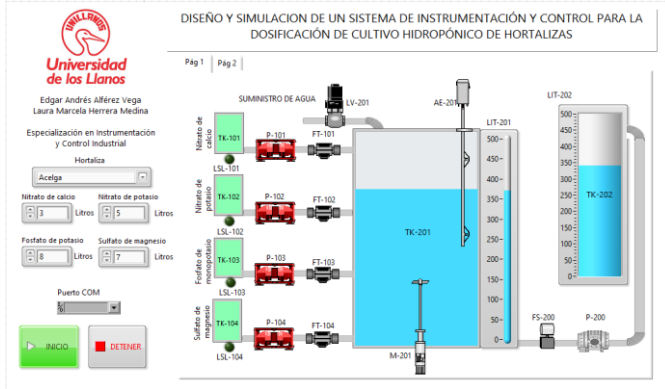 DISEÑO Y SIMULACION DE UN SISTEMA DE INSTRUMENTACIÓN Y CONTROL PARA LA
DOSIFICACIÓN DE CULTIVO HIDROPÓNICO DE HORTALIZAS
UNILLANOS
Universidad
de los Llanos
Edgar Andrés Alférez Vega
Laura Marcela Herrera Medina
Especialización en Instrumentación
y Control Industrial
Hortaliza
Acelga
Nitrato de calcio
3 Litros
Nitrato de potasio
5 Litros
Fosfato de potasio
8 Litros
Sulfato de magnesio
7 Litros
Puerto COM
INICIO
DETENER
Pág 1
Pág 2
SUMINISTRO DE AGUA
LV-201
AE-201
LIT-201
LIT-202
Nitrato de
calcio
TK-101
LSL-101
P-101
FT-101
Nitrato de
potasio
TK-102
LSL-102
P-102
FT-102
Fosfato de
monopotasio
TK-103
LSL-103
P-103
FT-103
Sulfato de
magnesio
TK-104
LSL-104
P-104
FT-104
TK-201
M-201
500
450
400
350
300
250
200
150
100
50
0
FS-200
P-200
500
450
400
350
300
250
200
150
100
50
0
TK-202